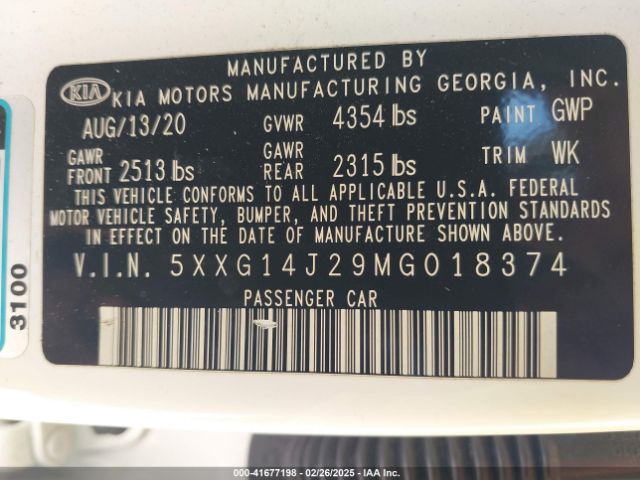 MANUFACTURED BY
KIA KIA MOTORS MANUFACTURING GEORGIA, INC.
AUG/13/20 GVWR 4354 lbs PAINT GWP
GAWR FRONT 2513 lbs GAWR REAR 2315 lbs TRIM WK
THIS VEHICLE CONFORMS TO ALL APPLICABLE U.S.A. FEDERAL
MOTOR VEHICLE SAFETY, BUMPER, AND THEFT PREVENTION STANDARDS
IN EFFECT ON THE DATE OF MANUFACTURE SHOWN ABOVE.
V.I.N. 5XXG14J29MG018374
PASSENGER CAR
3100
000-41677198 - 02/26/2025 - IAA Inc.